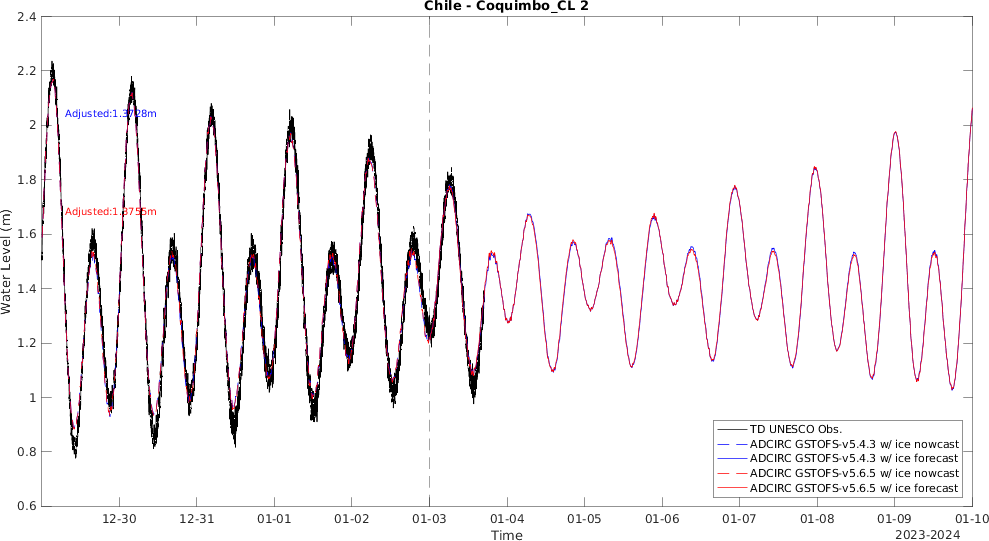 Chile - Coquimbo_CL 2
2.4
2.2
2
1.8
1.6
1.4
1.2
1
0.8
0.6
Water Level (m)
Adjusted:1.3728m
Adjusted:1.3755m
TD UNESCO Obs.
ADCIRC GSTOFS-v5.4.3 w/ ice nowcast
ADCIRC GSTOFS-v5.4.3 w/ ice forecast
ADCIRC GSTOFS-v5.6.5 w/ ice nowcast
ADCIRC GSTOFS-v5.6.5 w/ ice forecast
12-30 12-31 01-01 01-02 01-03 01-04 01-05 01-06 01-07 01-08 01-09 01-10
Time
2023-2024